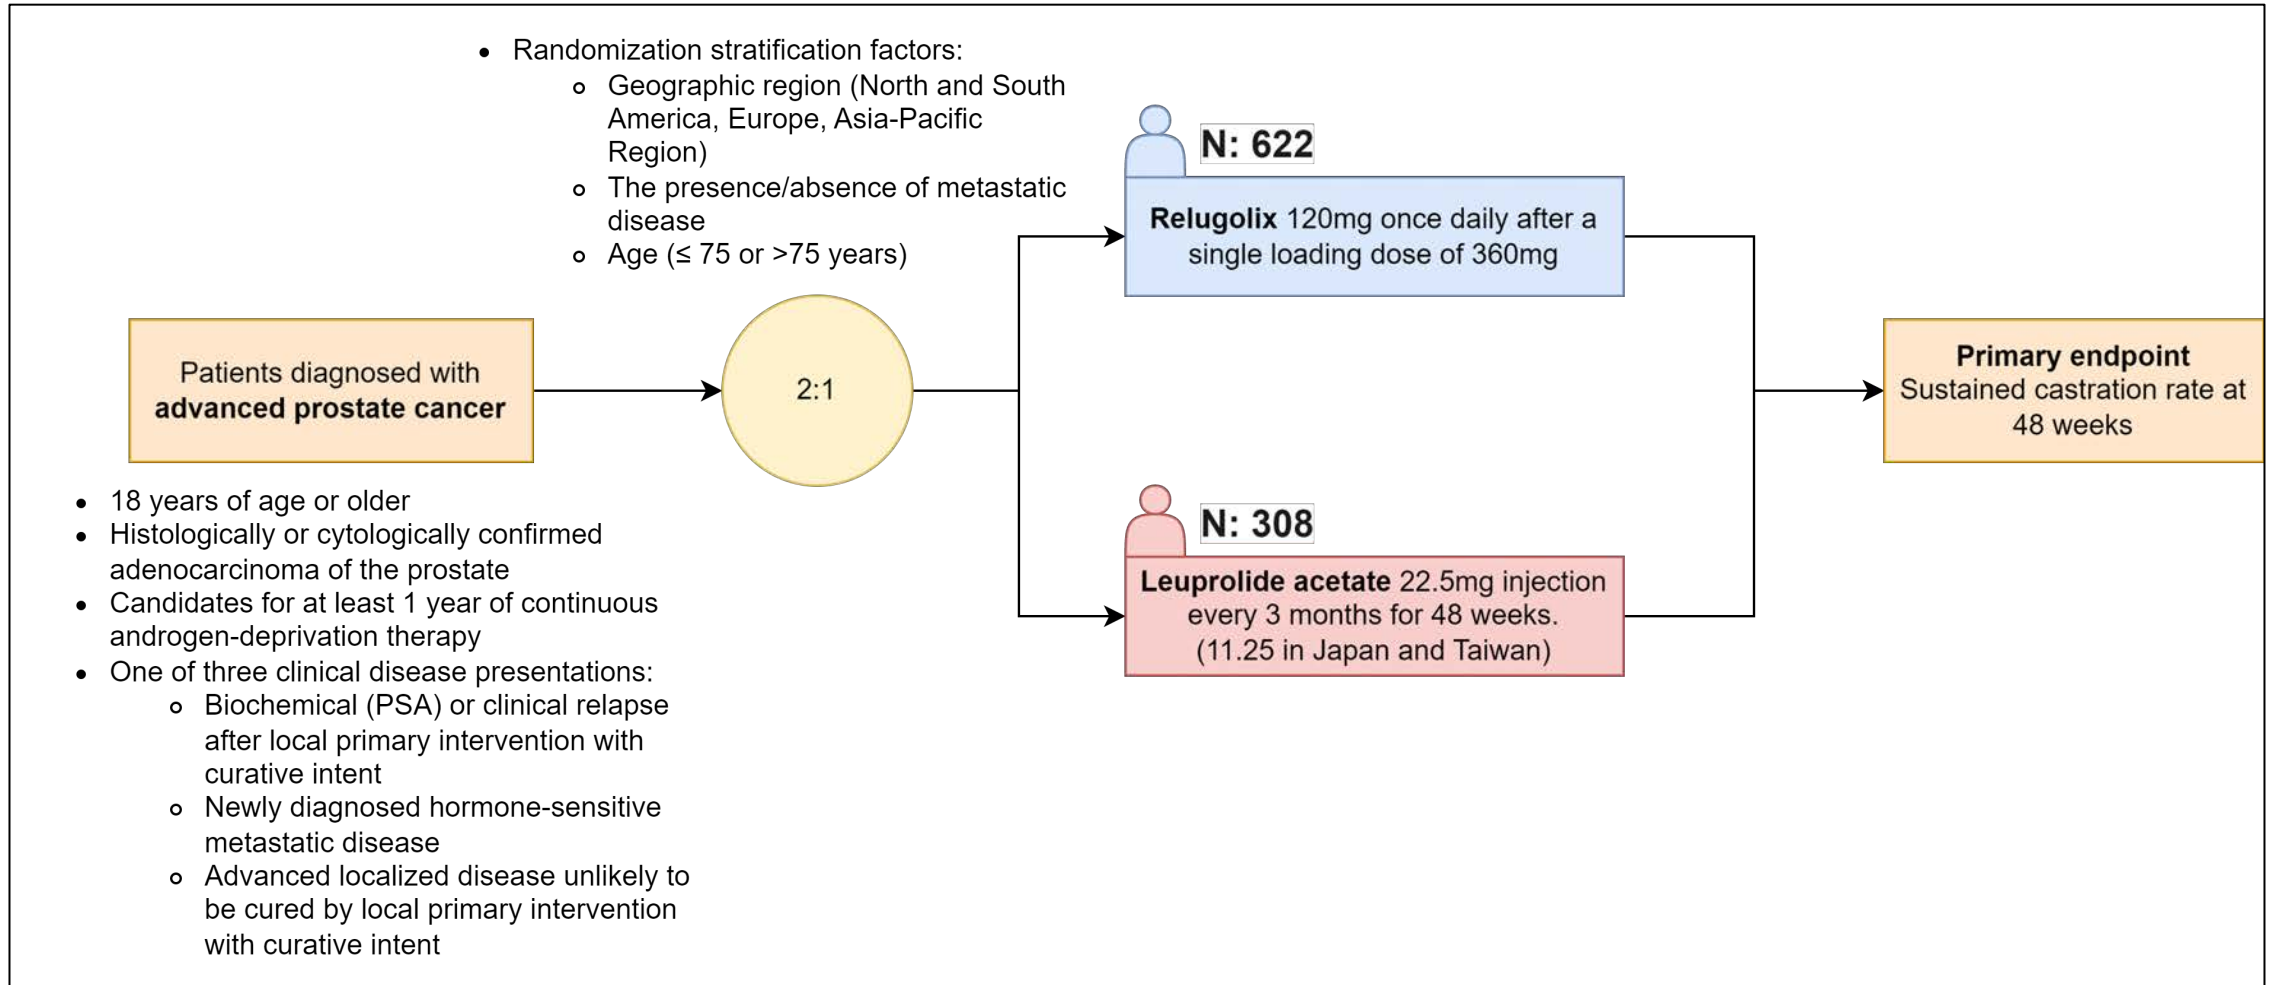 • Randomization stratification factors:
o Geographic region (North and South
America, Europe, Asia-Pacific
Region)
o The presence/absence of metastatic
disease
o Age (≤ 75 or >75 years)
Patients diagnosed with
advanced prostate cancer
• 18 years of age or older
• Histologically or cytologically confirmed
adenocarcinoma of the prostate
• Candidates for at least 1 year of continuous
androgen-deprivation therapy
• One of three clinical disease presentations:
o Biochemical (PSA) or clinical relapse
after local primary intervention with
curative intent
o Newly diagnosed hormone-sensitive
metastatic disease
o Advanced localized disease unlikely to
be cured by local primary intervention
with curative intent
2:1
N: 622
Relugolix 120mg once daily after a
single loading dose of 360mg
N: 308
Leuprolide acetate 22.5mg injection
every 3 months for 48 weeks.
(11.25 in Japan and Taiwan)
Primary endpoint
Sustained castration rate at
48 weeks